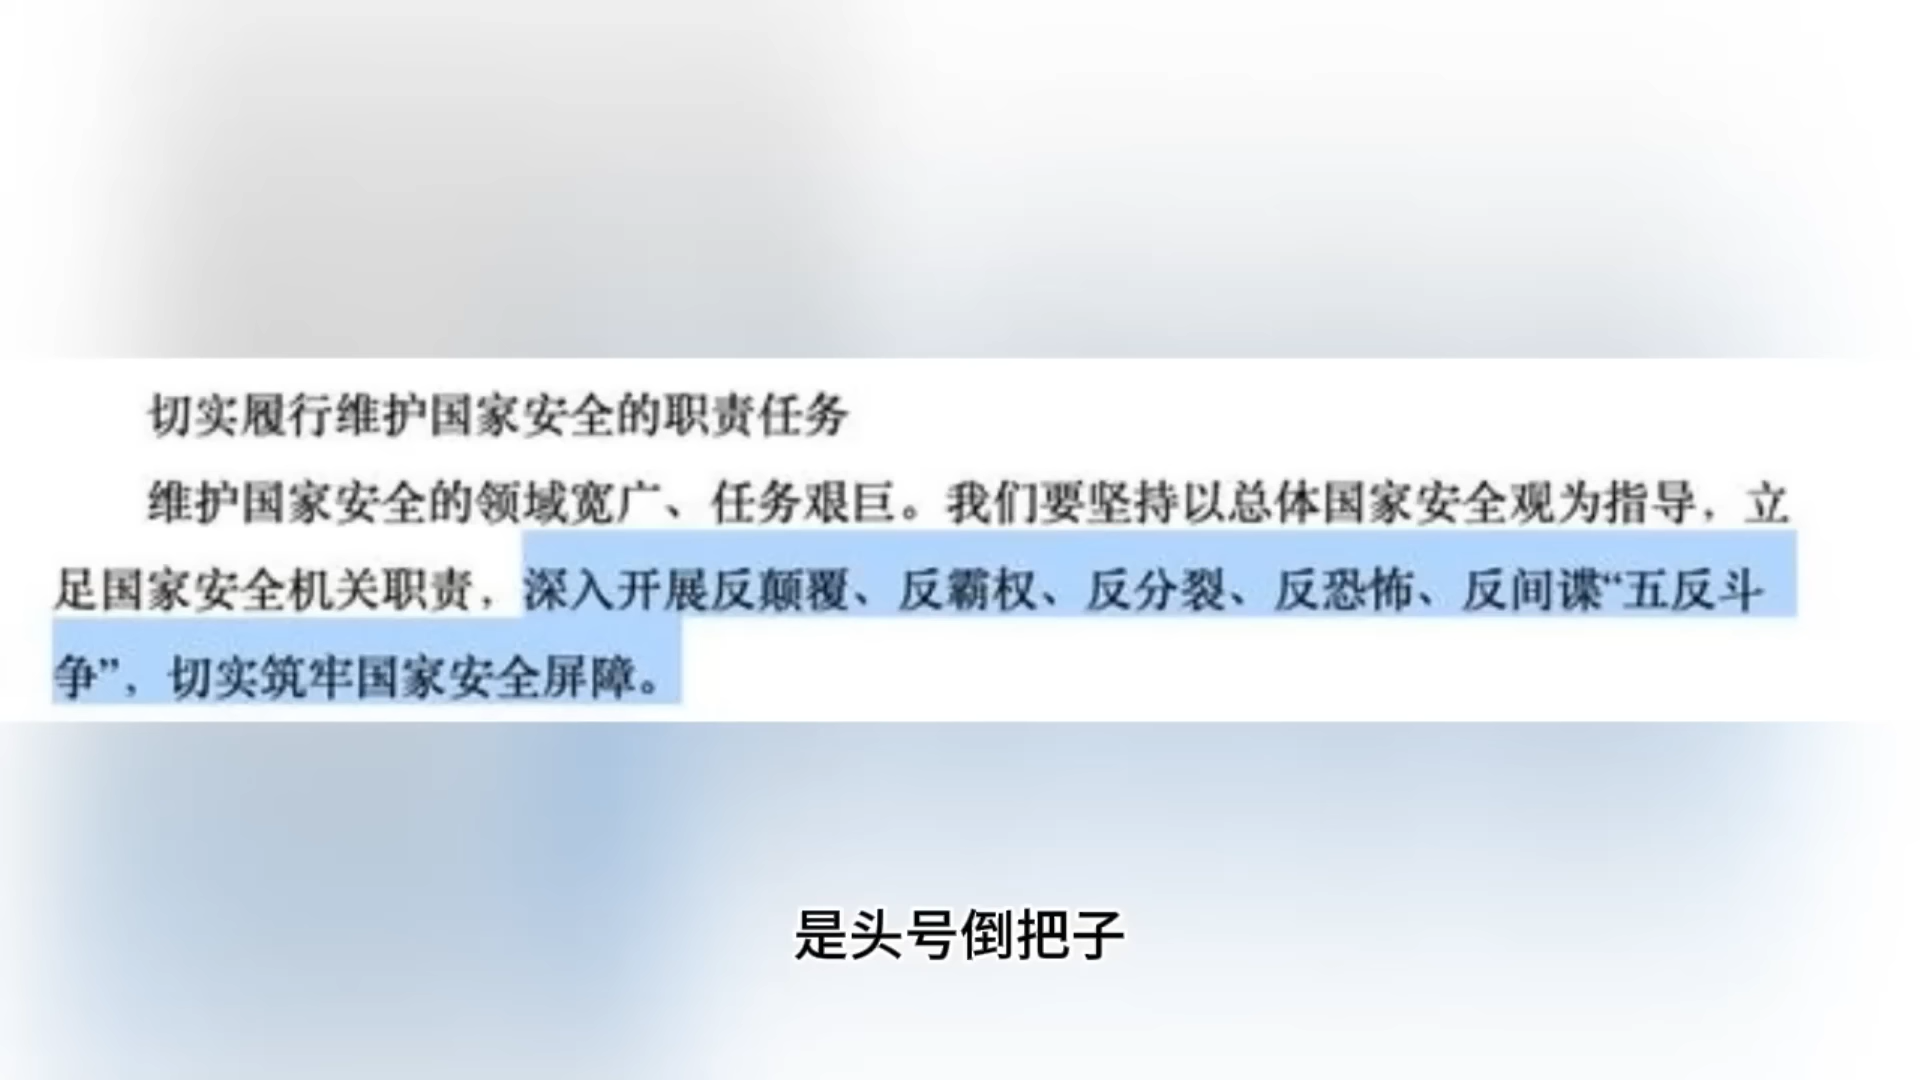 切实履行维护国家安全的职责任务
维护国家安全的领域宽广、任务艰巨。我们要坚持以总体国家安全观为指导，立
足国家安全机关职责，深入开展反颠覆、反霸权、反分裂、反恐怖、反间谍“五反斗
争”，切实筑牢国家安全屏障。
是头号倒把子